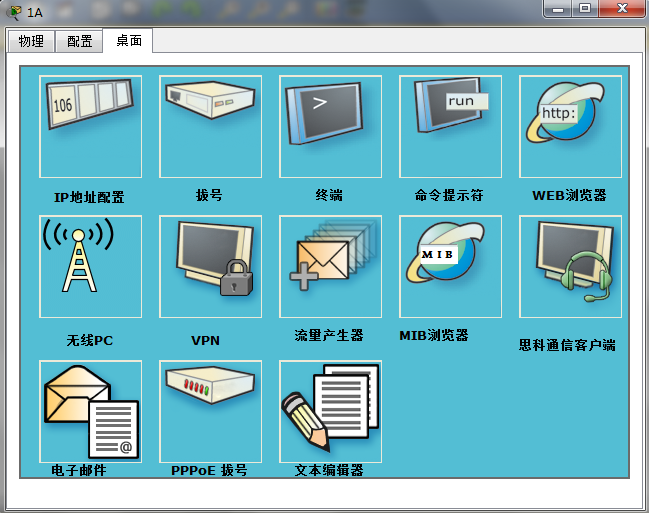 1A
物理 配置 桌面
106
>
run
http:
IP地址配置 拔号 终端 命令提示符 WEB浏览器
MIB
无线PC VPN 流量产生器 MIB浏览器 思科通信客户端
@
电子邮件 PPPoE 拔号 文本编辑器